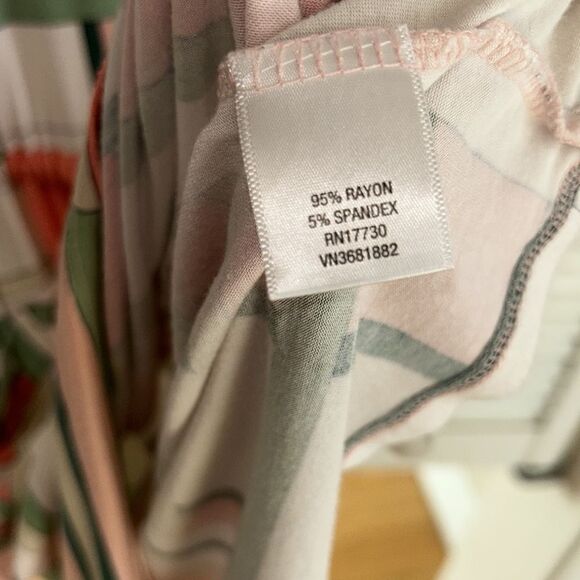 95% RAYON
5% SPANDEX
RN17730
VN3681882